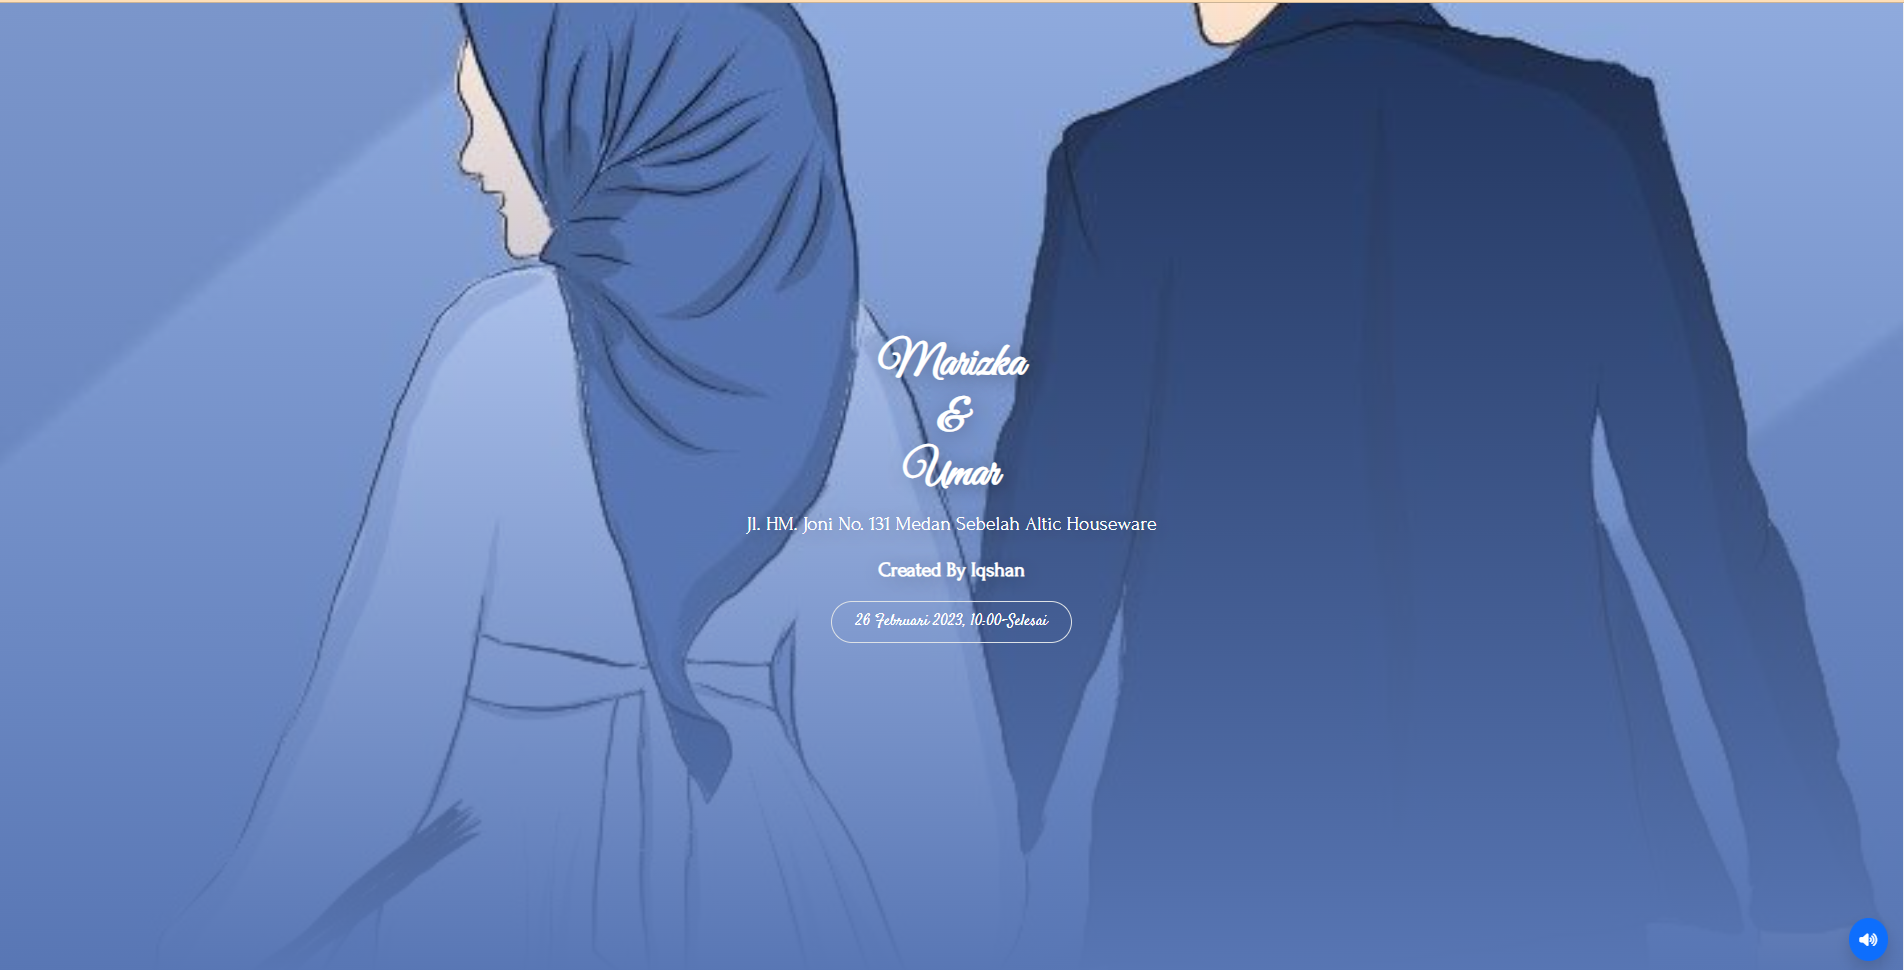 Marizka
&
Umar
Jl. HM. Joni No. 131 Medan Sebelah Altic Houseware
Created By Iqshan
26 Februari 2023, 10:00-Selesai